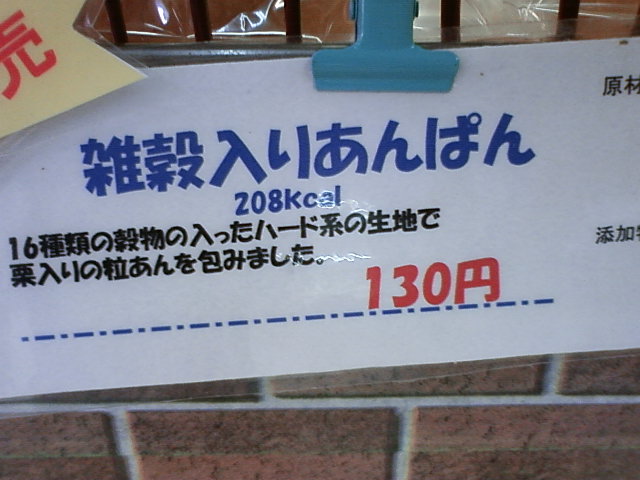 売
雑穀入りあんぱん
208Kcal
16種類の穀物の入ったハード系の生地で
栗入りの粒あんを包みました。
130円
原材
添加物